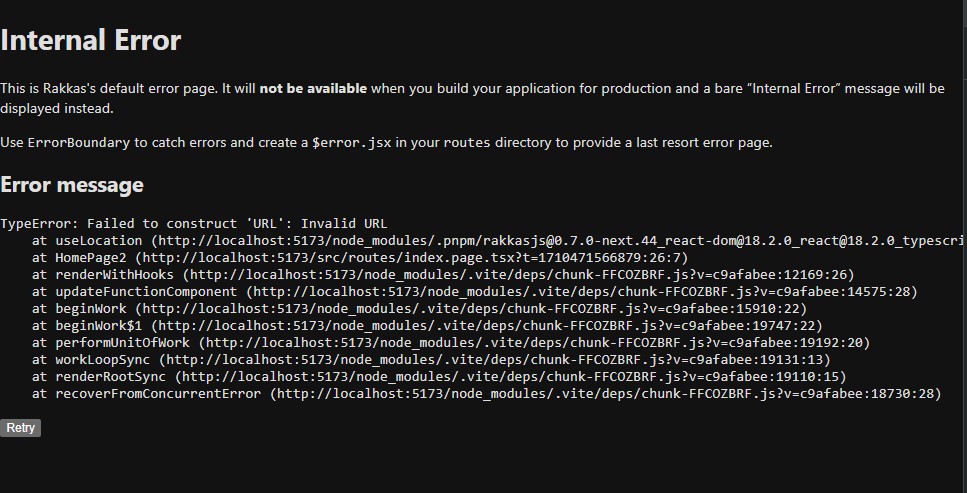 Internal Error
This is Rakkas's default error page. It will not be available when you build your application for production and a bare “Internal Error” message will be
displayed instead.
Use ErrorBoundary to catch errors and create a $error.jsx in your routes directory to provide a last resort error page.
Error message
TypeError: Failed to construct 'URL': Invalid URL
    at useLocation (http://localhost:5173/node_modules/.pnpm/rakkasjs@0.7.0-next.44_react-dom@18.2.0_react@18.2.0_typescri
    at HomePage2 (http://localhost:5173/src/routes/index.page.tsx?t=1710471566879:26:7)
    at renderWithHooks (http://localhost:5173/node_modules/.vite/deps/chunk-FFCOZBRF.js?v=c9afabee:12169:26)
    at updateFunctionComponent (http://localhost:5173/node_modules/.vite/deps/chunk-FFCOZBRF.js?v=c9afabee:14575:28)
    at beginWork (http://localhost:5173/node_modules/.vite/deps/chunk-FFCOZBRF.js?v=c9afabee:15910:22)
    at beginWork$1 (http://localhost:5173/node_modules/.vite/deps/chunk-FFCOZBRF.js?v=c9afabee:19747:22)
    at performUnitOfWork (http://localhost:5173/node_modules/.vite/deps/chunk-FFCOZBRF.js?v=c9afabee:19192:20)
    at workLoopSync (http://localhost:5173/node_modules/.vite/deps/chunk-FFCOZBRF.js?v=c9afabee:19131:13)
    at renderRootSync (http://localhost:5173/node_modules/.vite/deps/chunk-FFCOZBRF.js?v=c9afabee:19110:15)
    at recoverFromConcurrentError (http://localhost:5173/node_modules/.vite/deps/chunk-FFCOZBRF.js?v=c9afabee:18730:28)
Retry